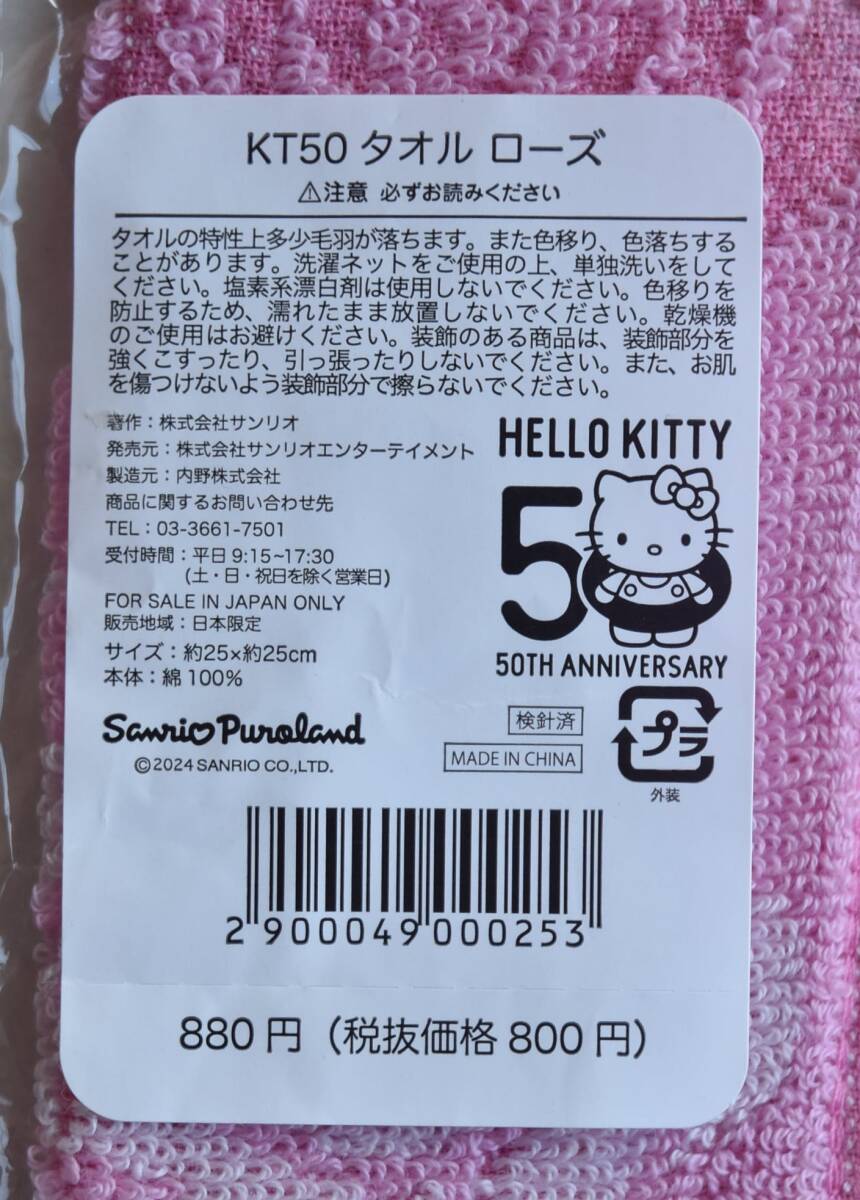 KT50 タオル ローズ
⚠注意 必ずお読みください
タオルの特性上多少毛羽が落ちます。また色移り、色落ちする
ことがあります。洗濯ネットをご使用の上、単独洗いをして
ください。塩素系漂白剤は使用しないでください。色移りを
防止するため、濡れたまま放置しないでください。乾燥機
のご使用はお避けください。装飾のある商品は、装飾部分を
強くこすったり、引っ張ったりしないでください。また、お肌
を傷つけないよう装飾部分で擦らないでください。
著作：株式会社サンリオ
発売元：株式会社サンリオエンターテイメント
製造元：内野株式会社
商品に関するお問い合わせ先
TEL：03-3661-7501
受付時間：平日9:15~17:30
(土・日・祝日を除く営業日)
FOR SALE IN JAPAN ONLY
販売地域：日本限定
サイズ：約25×約25cm
本体：綿100%
HELLO KITTY
50
50TH ANNIVERSARY
Sanrio Puroland
©2024 SANRIO CO.,LTD.
検針済
MADE IN CHINA
プラ
外装
2 900049 000253
880円（税抜価格800円）